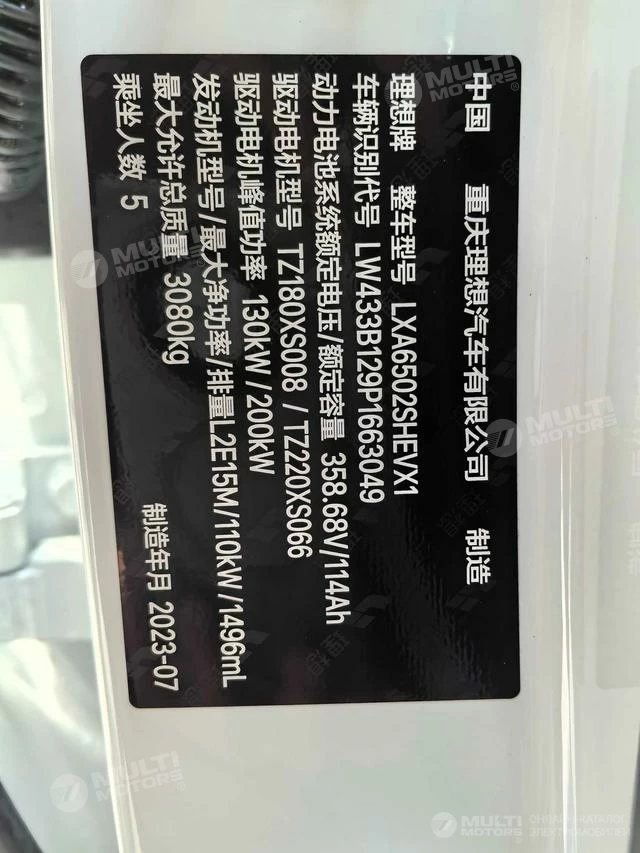 中国 重庆理想汽车有限公司 制造
理想牌 整车型号 LXA6502SHEVX1
车辆识别代号 LW433B129P1663049
动力电池系统额定电压/额定容量 358.68V/114Ah
驱动电机型号 TZ180XS008 / TZ220XS066
驱动电机峰值功率 130kW/200kW
发动机型号/最大净功率/排量L2E15M/110kW/1496mL
最大允许总质量 3080kg
乘坐人数 5
制造年月 2023-07
MULTI MOTORS®
MULTI MOTORS®
MULTI MOTORS®
MULTI MOTORS®
MULTI MOTORS
ОНЛАЙН-КАТАЛОГ
ЭЛЕКТРОМОБИЛЕЙ